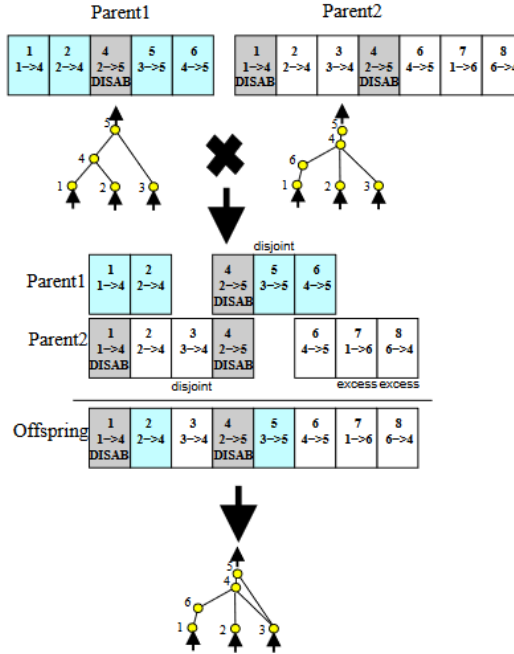 Parent1 Parent2
1 2 4 5 6 1 2 3 4 6 7 8
1->4 2->4 2->5 3->5 4->5 1->4 2->4 3->4 2->5 4->5 1->6 6->4
DISAB DISAB DISAB
5 5
4 4
6
1 2 3 1 2 3
disjoint
Parent1 1 2 4 5 6
1->4 2->4 2->5 3->5 4->5
DISAB
Parent2 1 2 3 4 6 7 8
1->4 2->4 3->4 2->5 4->5 1->6 6->4
DISAB DISAB
disjoint excess excess
Offspring 1 2 3 4 5 6 7 8
1->4 2->4 3->4 2->5 3->5 4->5 1->6 6->4
DISAB DISAB
5
4
6
1 2 3